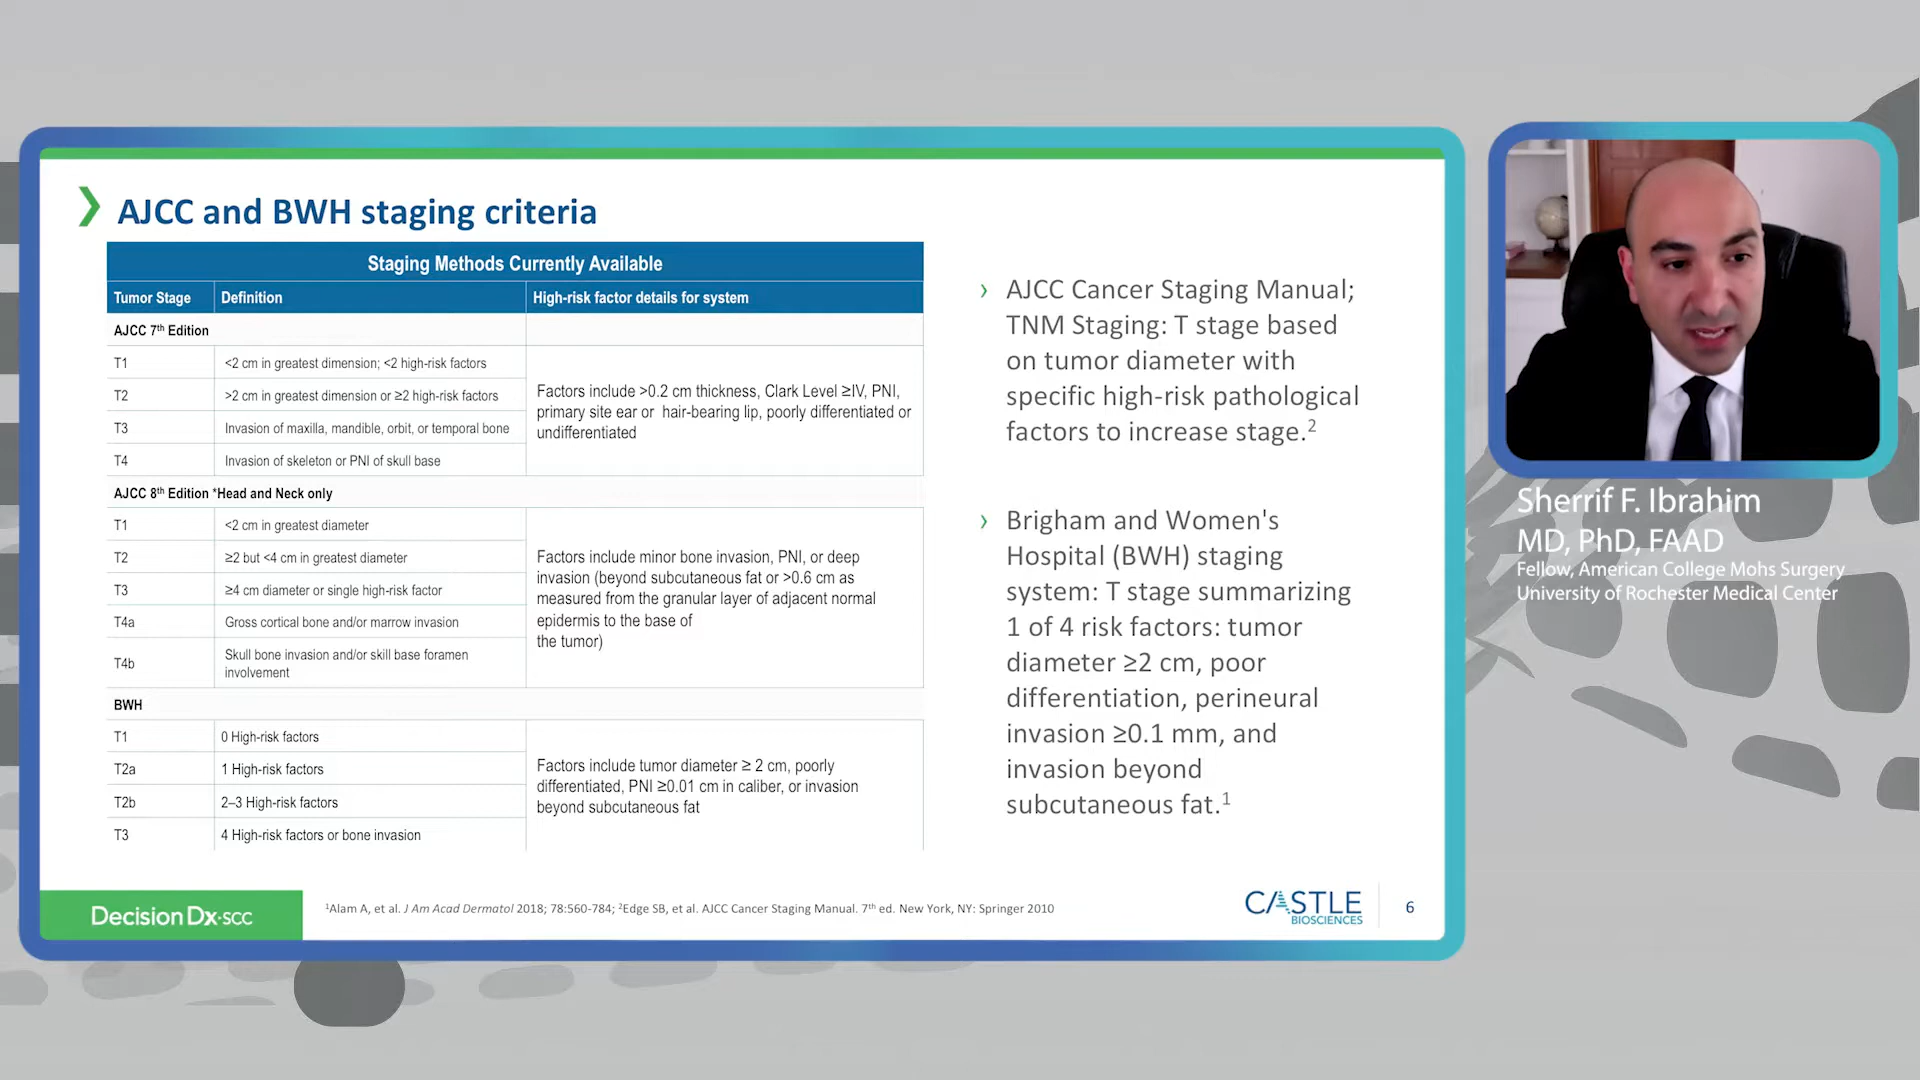 AJCC and BWH staging criteria
Staging Methods Currently Available
Tumor Stage Definition High-risk factor details for system
AJCC 7th Edition
T1 <2 cm in greatest dimension; <2 high-risk factors
T2 >2 cm in greatest dimension or ≥2 high-risk factors
T3 Invasion of maxilla, mandible, orbit, or temporal bone
T4 Invasion of skeleton or PNI of skull base
Factors include >0.2 cm thickness, Clark Level ≥IV, PNI,
primary site ear or hair-bearing lip, poorly differentiated or
undifferentiated
AJCC 8th Edition *Head and Neck only
T1 <2 cm in greatest diameter
T2 ≥2 but <4 cm in greatest diameter
T3 ≥4 cm diameter or single high-risk factor
T4a Gross cortical bone and/or marrow invasion
T4b Skull bone invasion and/or skill base foramen
involvement
Factors include minor bone invasion, PNI, or deep
invasion (beyond subcutaneous fat or >0.6 cm as
measured from the granular layer of adjacent normal
epidermis to the base of
the tumor)
BWH
T1 0 High-risk factors
T2a 1 High-risk factors
T2b 2–3 High-risk factors
T3 4 High-risk factors or bone invasion
Factors include tumor diameter ≥ 2 cm, poorly
differentiated, PNI ≥0.01 cm in caliber, or invasion
beyond subcutaneous fat
› AJCC Cancer Staging Manual;
TNM Staging: T stage based
on tumor diameter with
specific high-risk pathological
factors to increase stage.2
› Brigham and Women's
Hospital (BWH) staging
system: T stage summarizing
1 of 4 risk factors: tumor
diameter ≥2 cm, poor
differentiation, perineural
invasion ≥0.1 mm, and
invasion beyond
subcutaneous fat.1
DecisionDx·SCC
1Alam A, et al. J Am Acad Dermatol 2018; 78:560-784; 2Edge SB, et al. AJCC Cancer Staging Manual. 7th ed. New York, NY: Springer 2010
CASTLE
BIOSCIENCES
6
Sherrif F. Ibrahim
MD, PhD, FAAD
Fellow, American College Mohs Surgery
University of Rochester Medical Center